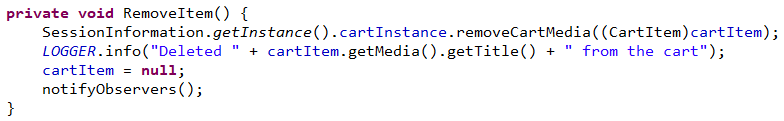 private void RemoveItem() {
    SessionInformation.getInstance().cartInstance.removeCartMedia((CartItem)cartItem);
    LOGGER.info("Deleted " + cartItem.getMedia().getTitle() + " from the cart");
    cartItem = null;
    notifyObservers();
}